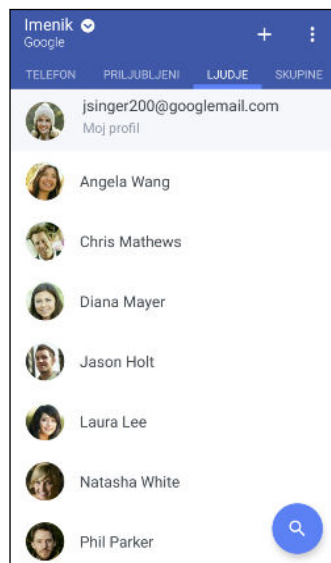 Imenik
Google
TELEFON PRILJUBLJENI LJUDJE SKUPINE
jsinger200@googlemail.com
Moj profil
Angela Wang
Chris Mathews
Diana Mayer
Jason Holt
Laura Lee
Natasha White
Phil Parker